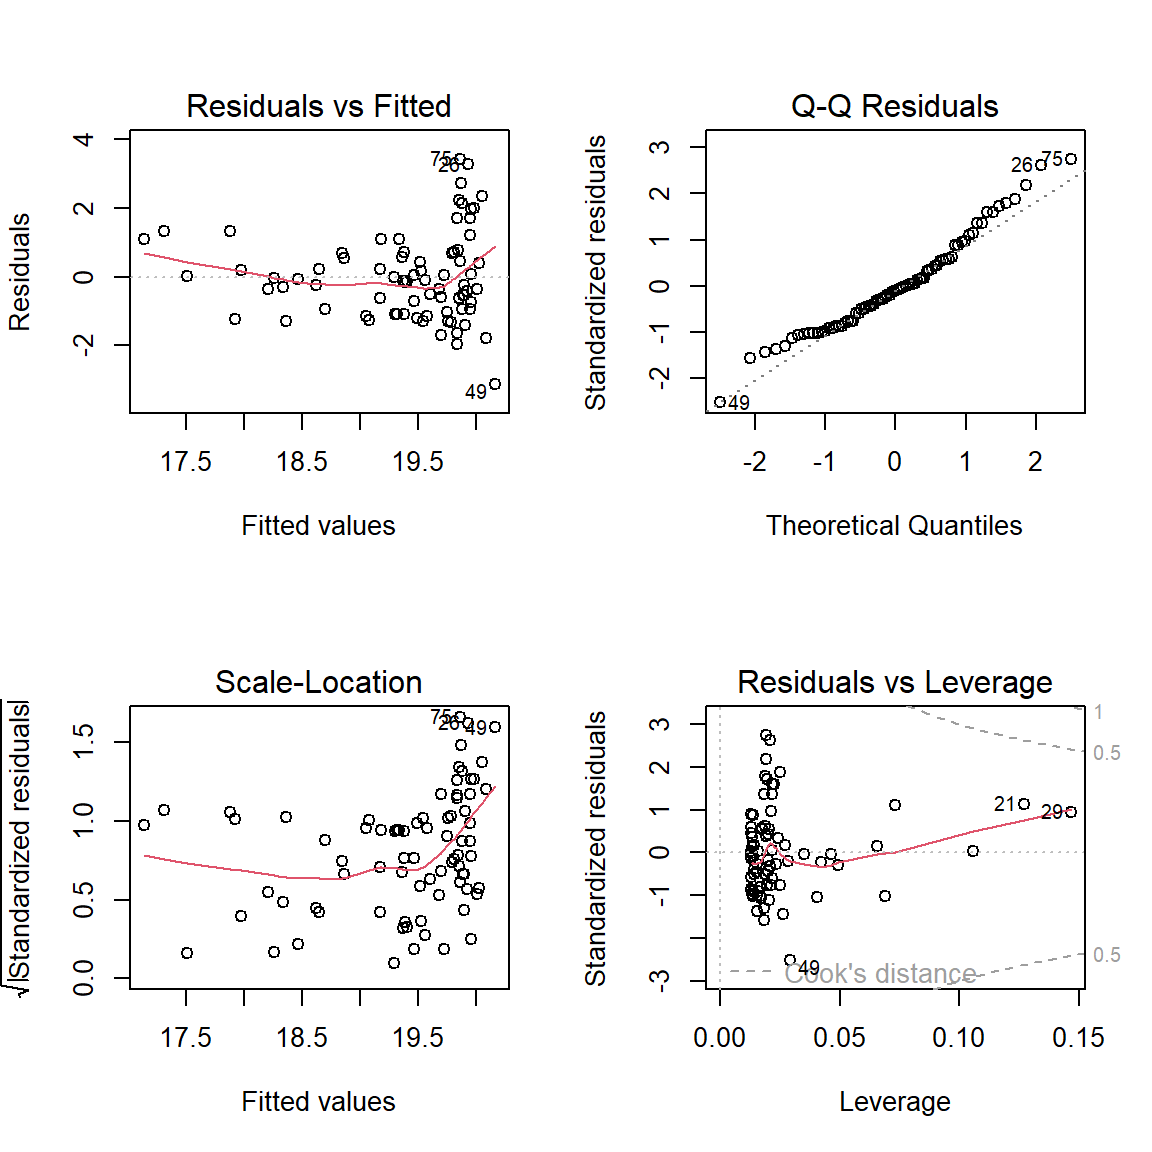 Residuals vs Fitted
Residuals
4
2
0
-2
75
26
49
17.5 18.5 19.5
Fitted values
Q-Q Residuals
Standardized residuals
3
2
1
0
-1
-2
26 75
49
-2 -1 0 1 2
Theoretical Quantiles
Scale-Location
√|Standardized residuals|
1.5
1.0
0.5
0.0
75
26 49
17.5 18.5 19.5
Fitted values
Residuals vs Leverage
Standardized residuals
3
2
1
0
-1
-3
1
0.5
0.5
21 29
49
Cook's distance
0.00 0.05 0.10 0.15
Leverage